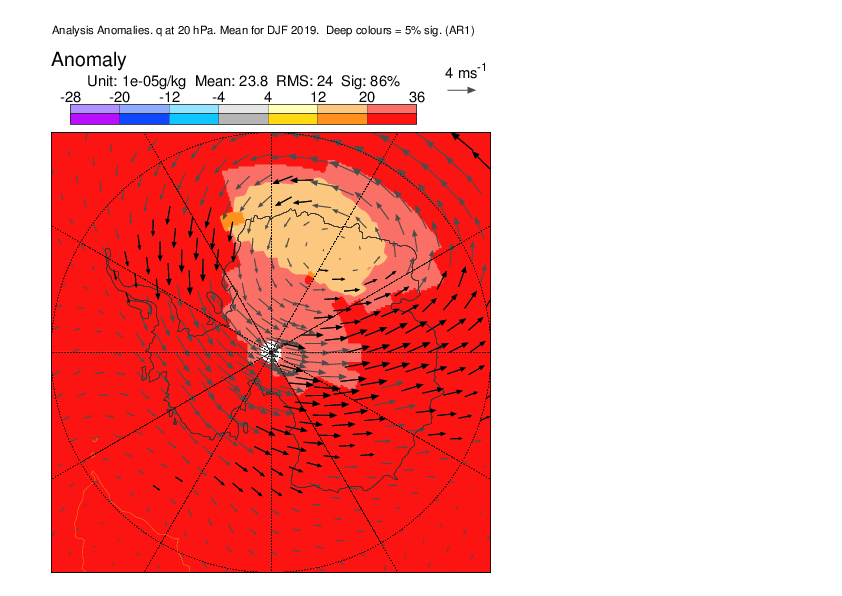 Analysis Anomalies. q at 20 hPa. Mean for DJF 2019.  Deep colours = 5% sig. (AR1)
Anomaly
4 ms-1
Unit: 1e-05g/kg  Mean: 23.8  RMS: 24  Sig: 86%
-28 -20 -12 -4 4 12 20 36